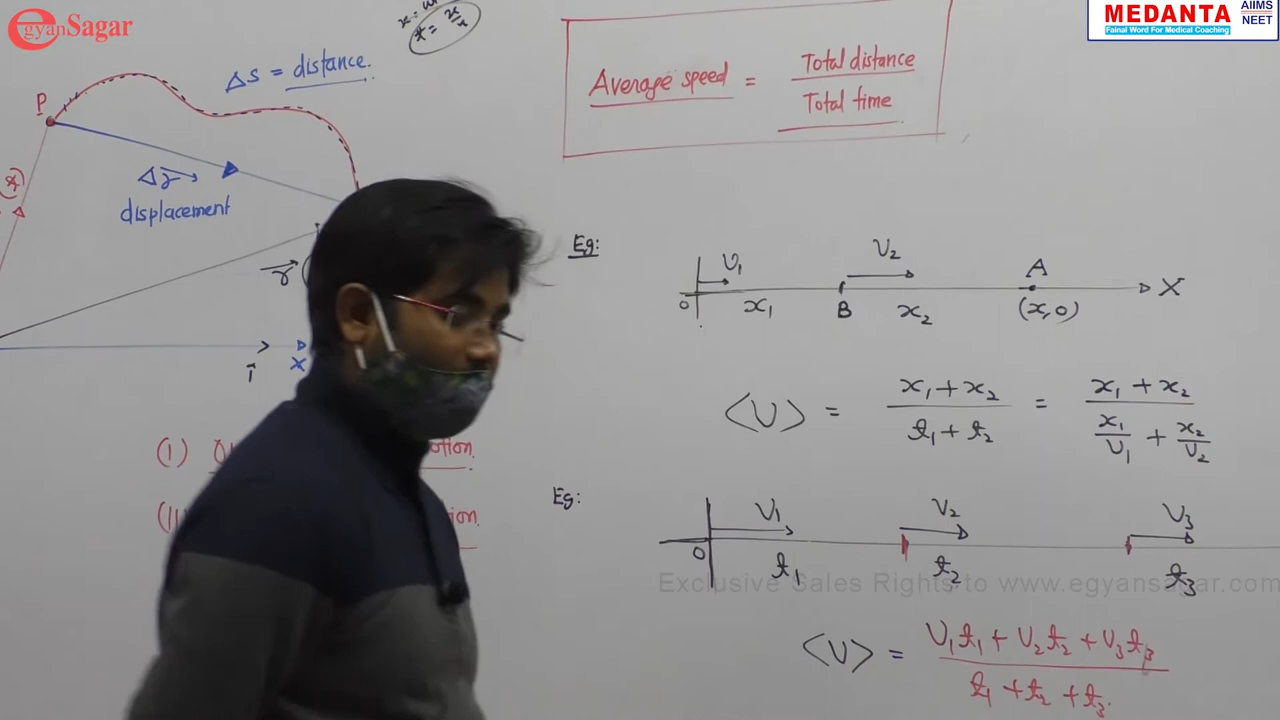 egyanSagar
MEDANTA AIIMS NEET
Fainal Word For Medical Coaching
Δs = distance.
P
Δr
displacement
r
X
Average speed = Total distance / Total time
Eg:
v1 v2 A
0 x1 B x2 (x,0) X
<v> = (x1 + x2) / (t1 + t2) = (x1 + x2) / (x1/v1 + x2/v2)
(i)
Eg:
v1 v2 v3
0 t1 t2 t3
Exclusive Sales Rights to www.egyansagar.com
<v> = (v1t1 + v2t2 + v3t3) / (t1 + t2 + t3)